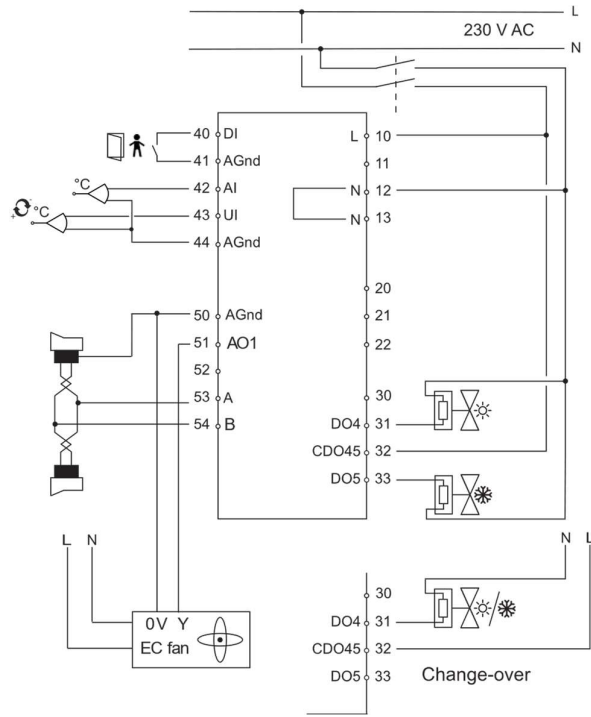 L
230 V AC
N
40 DI
41 AGnd
42 AI
43 UI
44 AGnd
°C
°C
L 10
11
N 12
N 13
20
21
22
50 AGnd
51 AO1
52
53 A
54 B
30
DO4 31
CDO45 32
DO5 33
L N
N L
0V Y
EC fan
30
DO4 31
CDO45 32
DO5 33
Change-over